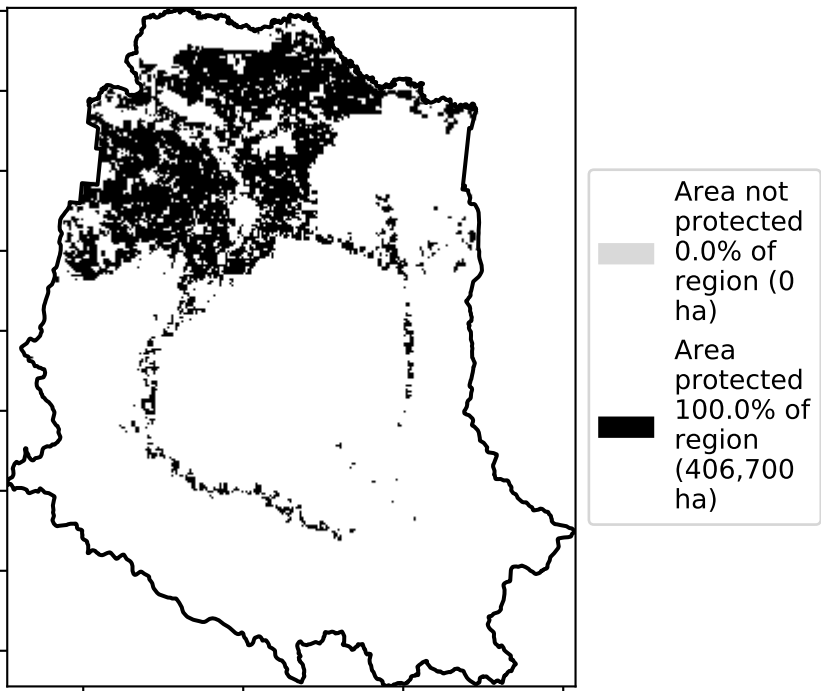 Area not
protected
0.0% of
region (0
ha)
Area
protected
100.0% of
region
(406,700
ha)